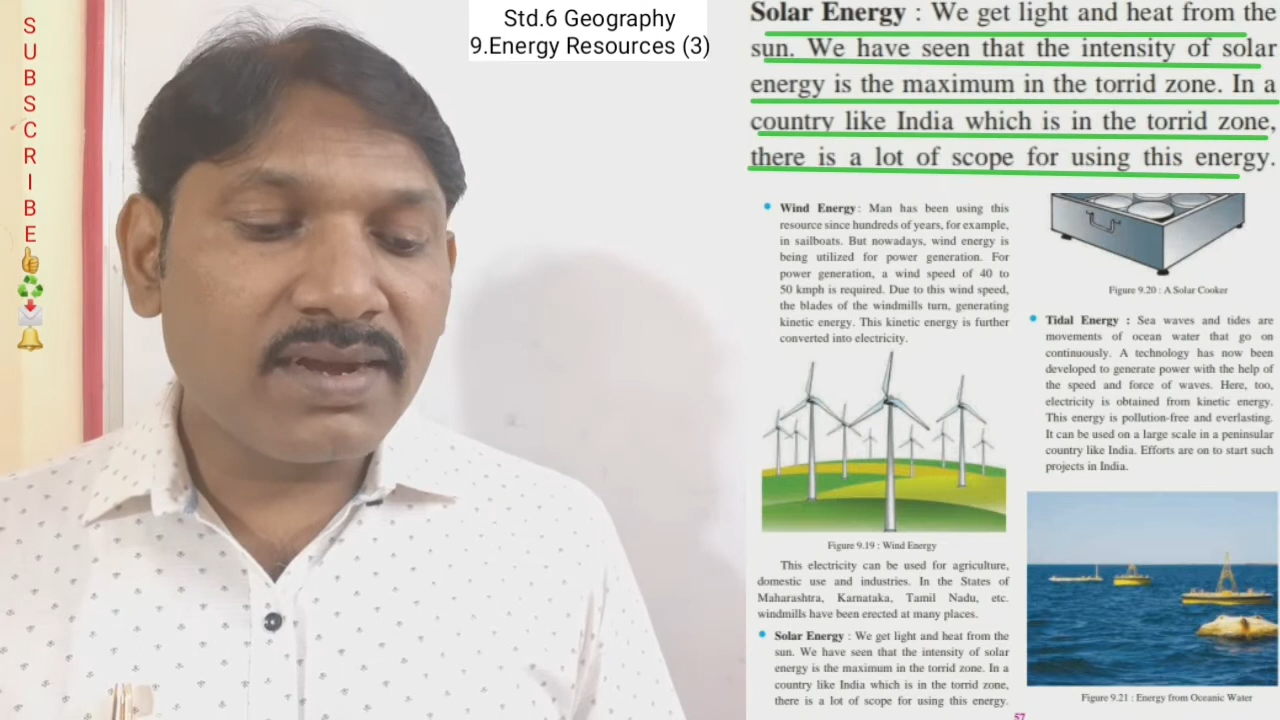 SUBSCRIBE
Std.6 Geography
9.Energy Resources (3)
Solar Energy : We get light and heat from the
sun. We have seen that the intensity of solar
energy is the maximum in the torrid zone. In a
country like India which is in the torrid zone,
there is a lot of scope for using this energy.
• Wind Energy: Man has been using this
resource since hundreds of years, for example,
in sailboats. But nowadays, wind energy is
being utilized for power generation. For
power generation, a wind speed of 40 to
50 kmph is required. Due to this wind speed,
the blades of the windmills turn, generating
kinetic energy. This kinetic energy is further
converted into electricity.
Figure 9.19 : Wind Energy
This electricity can be used for agriculture,
domestic use and industries. In the States of
Maharashtra, Karnataka, Tamil Nadu, etc.
windmills have been erected at many places.
• Solar Energy : We get light and heat from the
sun. We have seen that the intensity of solar
energy is the maximum in the torrid zone. In a
country like India which is in the torrid zone,
there is a lot of scope for using this energy.
Figure 9.20 : A Solar Cooker
• Tidal Energy : Sea waves and tides are
movements of ocean water that go on
continuously. A technology has now been
developed to generate power with the help of
the speed and force of waves. Here, too,
electricity is obtained from kinetic energy.
This energy is pollution-free and everlasting.
It can be used on a large scale in a peninsular
country like India. Efforts are on to start such
projects in India.
Figure 9.21 : Energy from Oceanic Water
57